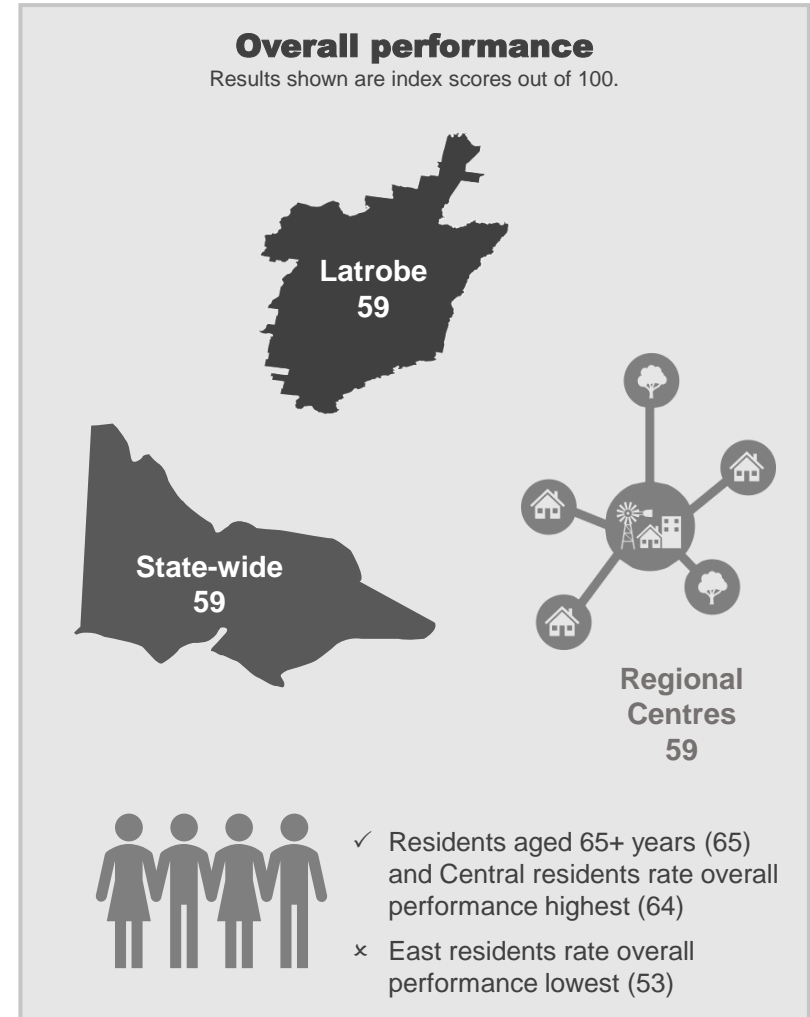 Overall performance
Results shown are index scores out of 100.
Latrobe
59
State-wide
59
Regional
Centres
59
✓ Residents aged 65+ years (65)
and Central residents rate overall
performance highest (64)
× East residents rate overall
performance lowest (53)